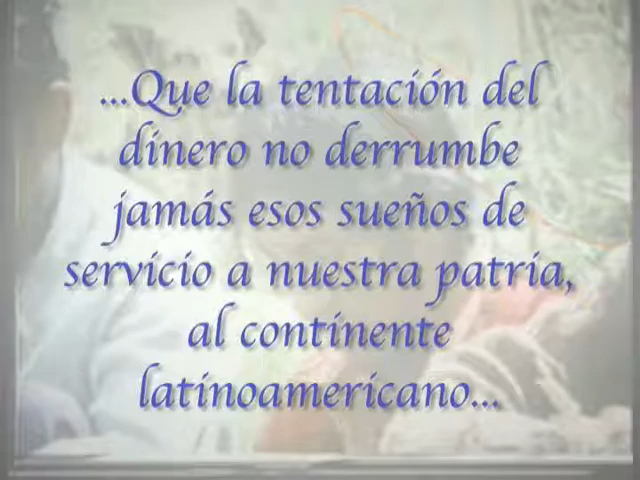 ...Que la tentación del
dinero no derrumbe
jamás esos sueños de
servicio a nuestra patria,
al continente
latinoamericano...